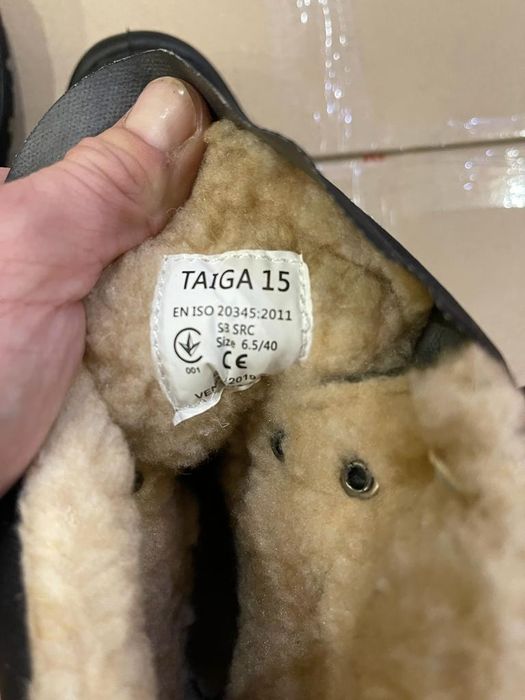 TAIGA 15
EN ISO 20345:2011
S3 SRC
Size 6.5/40
CE
001